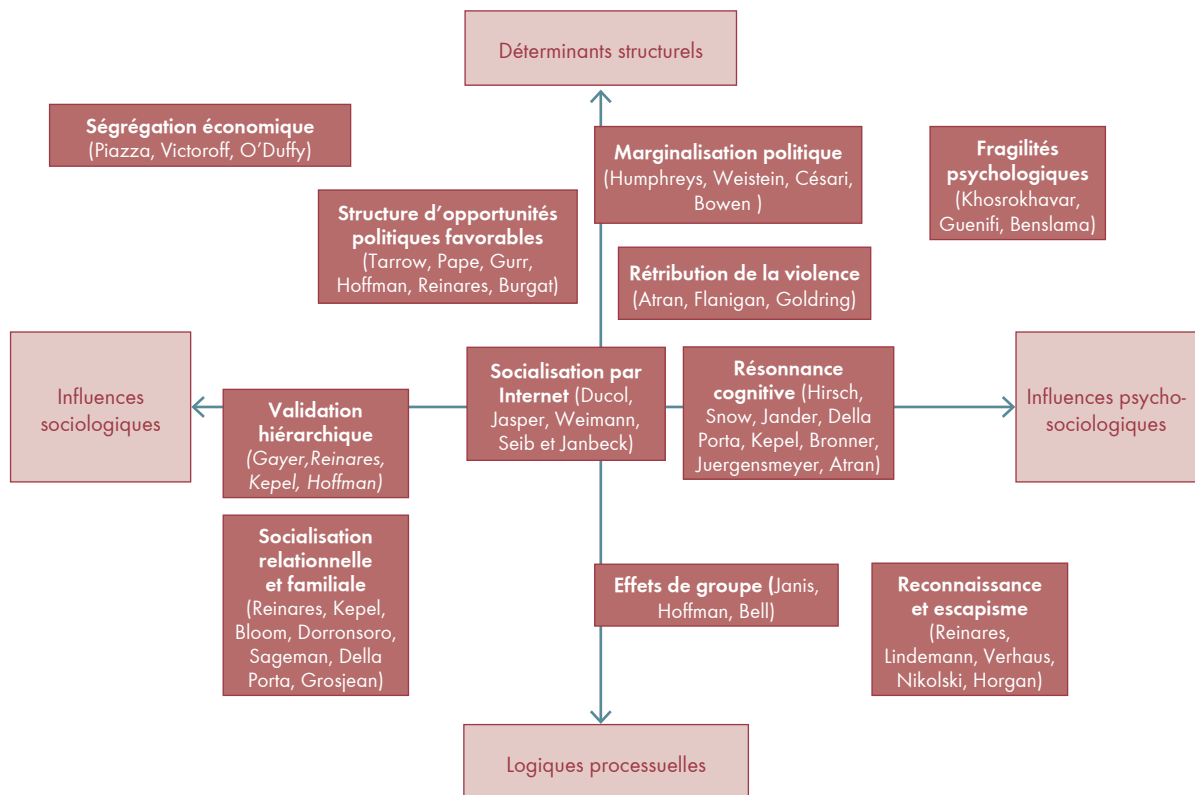 Déterminants structurels
Ségrégation économique
(Piazza, Victoroff, O'Duffy)
Marginalisation politique
(Humphreys, Weistein, Césari,
Bowen )
Fragilités
psychologiques
(Khosrokhavar,
Guenifi, Benslama)
Structure d'opportunités
politiques favorables
(Tarrow, Pape, Gurr,
Hoffman, Reinares, Burgat)
Rétribution de la violence
(Atran, Flanigan, Goldring)
Influences
sociologiques
Validation
hiérarchique
(Gayer,Reinares,
Kepel, Hoffman)
Socialisation par
Internet (Ducol,
Jasper, Weimann,
Seib et Janbeck)
Résonnance
cognitive (Hirsch,
Snow, Jander, Della
Porta, Kepel, Bronner,
Juergensmeyer, Atran)
Influences psycho-
sociologiques
Socialisation
relationnelle
et familiale
(Reinares, Kepel,
Bloom, Dorronsoro,
Sageman, Della
Porta, Grosjean)
Effets de groupe (Janis,
Hoffman, Bell)
Reconnaissance
et escapisme
(Reinares,
Lindemann, Verhaus,
Nikolski, Horgan)
Logiques processuelles